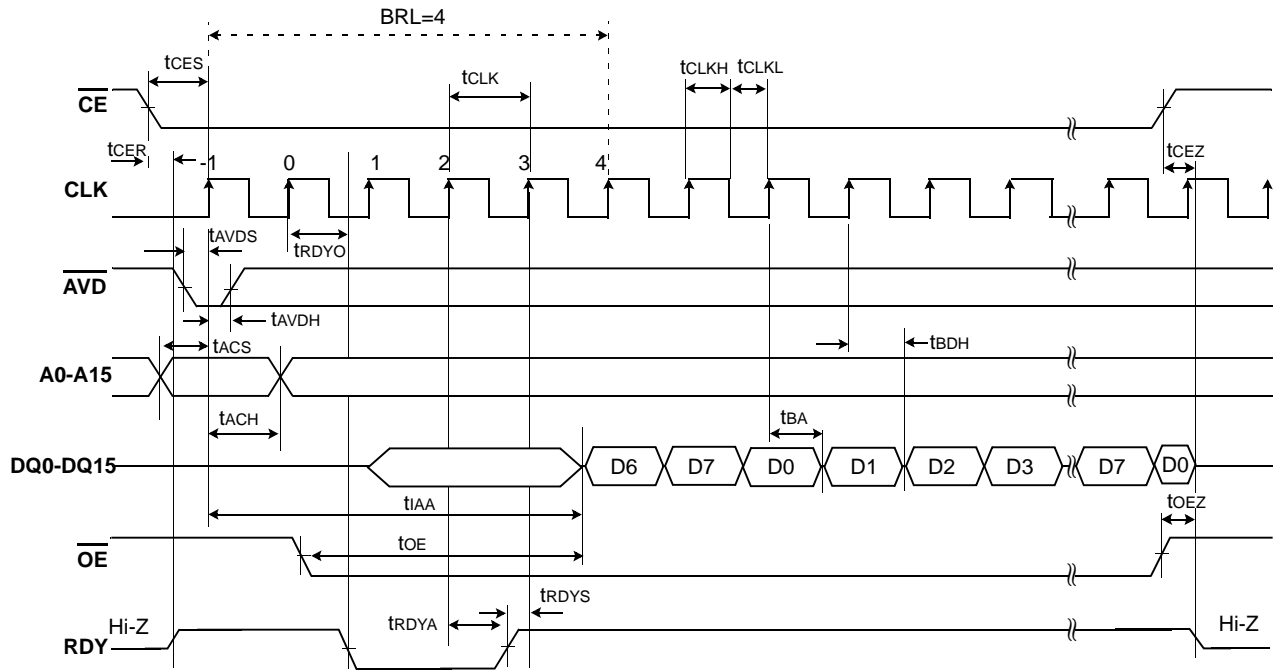 BRL=4
tCES
tCLK
tCLKH
tCLKL
CE
tCER
-1
0
1
2
3
4
tCEZ
CLK
tAVDS
tRDYO
AVD
tAVDH
tACS
tBDH
A0-A15
tACH
tBA
DQ0-DQ15
D6
D7
D0
D1
D2
D3
D7
D0
tIAA
tOEZ
tOE
OE
tRDYS
Hi-Z
tRDYA
Hi-Z
RDY